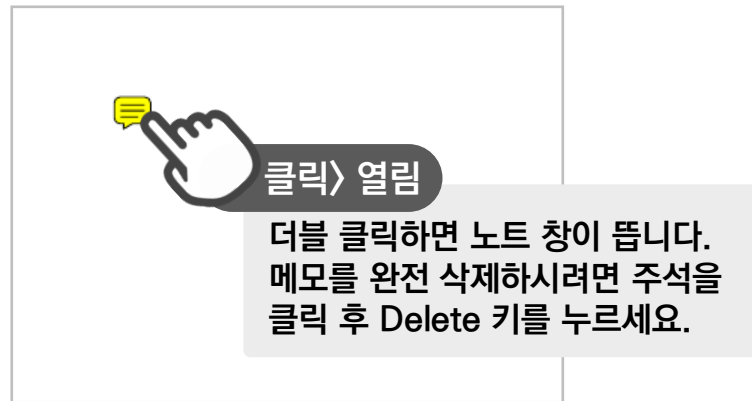 클릭> 열림
더블 클릭하면 노트 창이 뜹니다.
메모를 완전 삭제하시려면 주석을
클릭 후 Delete 키를 누르세요.